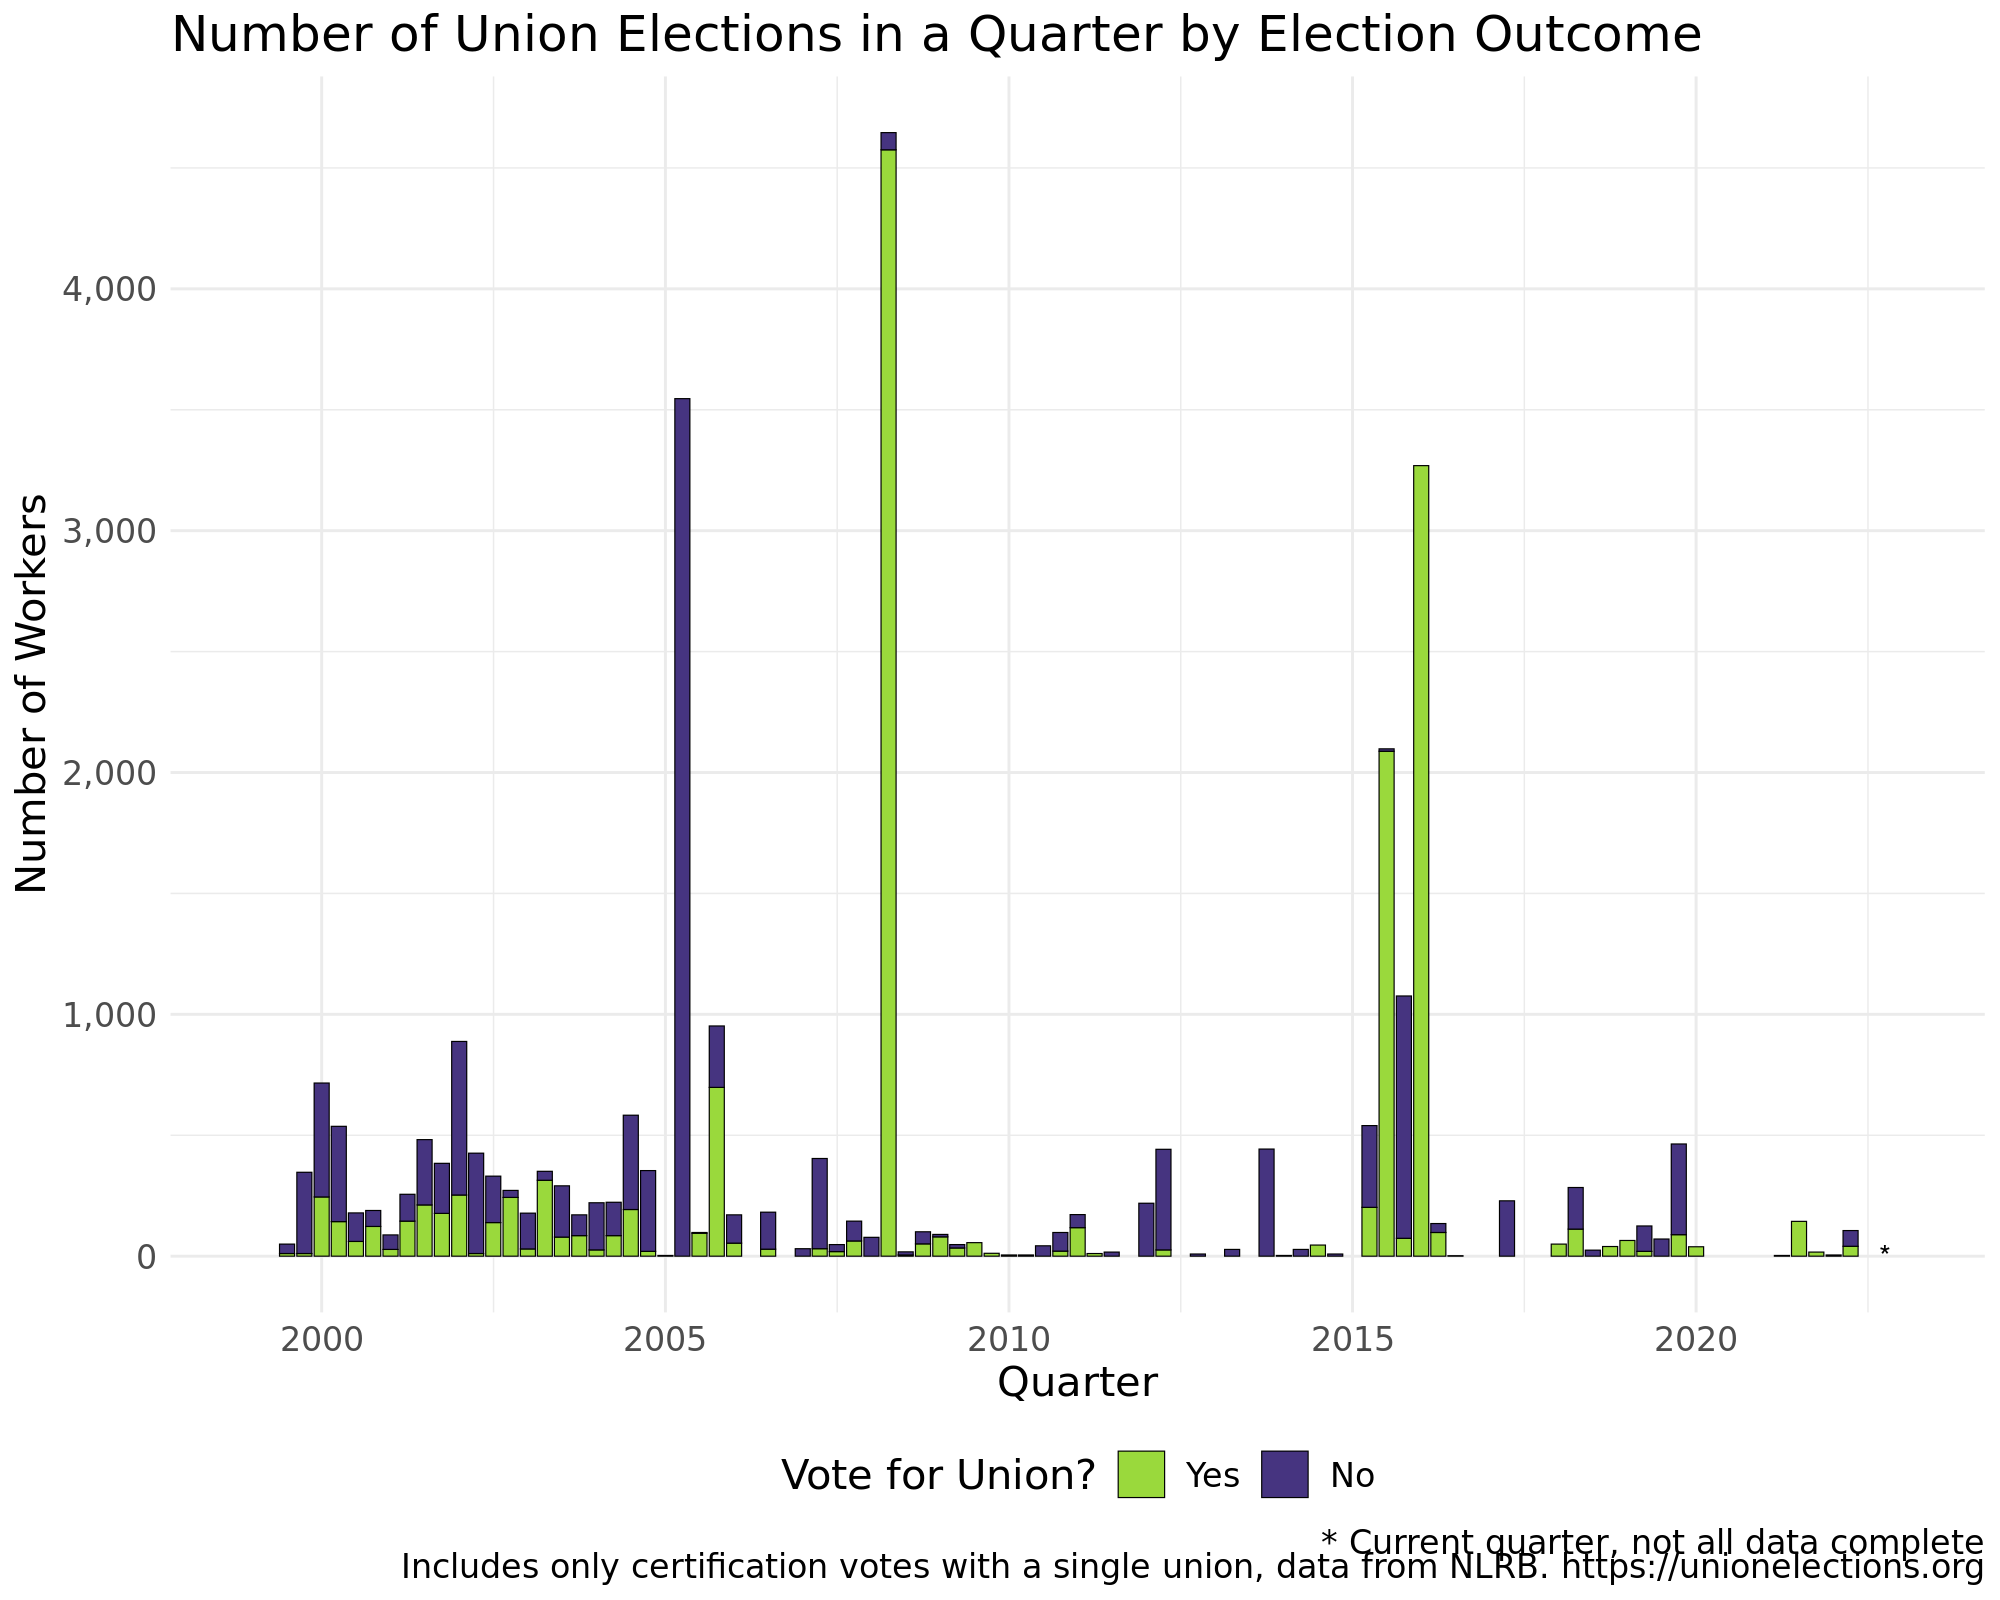 Number of Union Elections in a Quarter by Election Outcome
Number of Workers
4,000
3,000
2,000
1,000
0
*
2000 2005 2010 2015 2020
Quarter
Vote for Union? Yes No
* Current quarter, not all data complete
Includes only certification votes with a single union, data from NLRB. https://unionelections.org